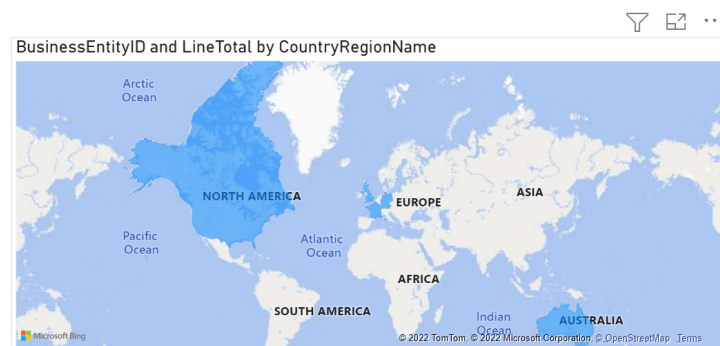 BusinessEntityID and LineTotal by CountryRegionName
Arctic
Ocean
NORTH AMERICA
EUROPE
ASIA
Pacific
Ocean
Atlantic
Ocean
AFRICA
SOUTH AMERICA
Indian
Ocean
AUSTRALIA
Microsoft Bing
© 2022 TomTom, © 2022 Microsoft Corporation, © OpenStreetMap Terms